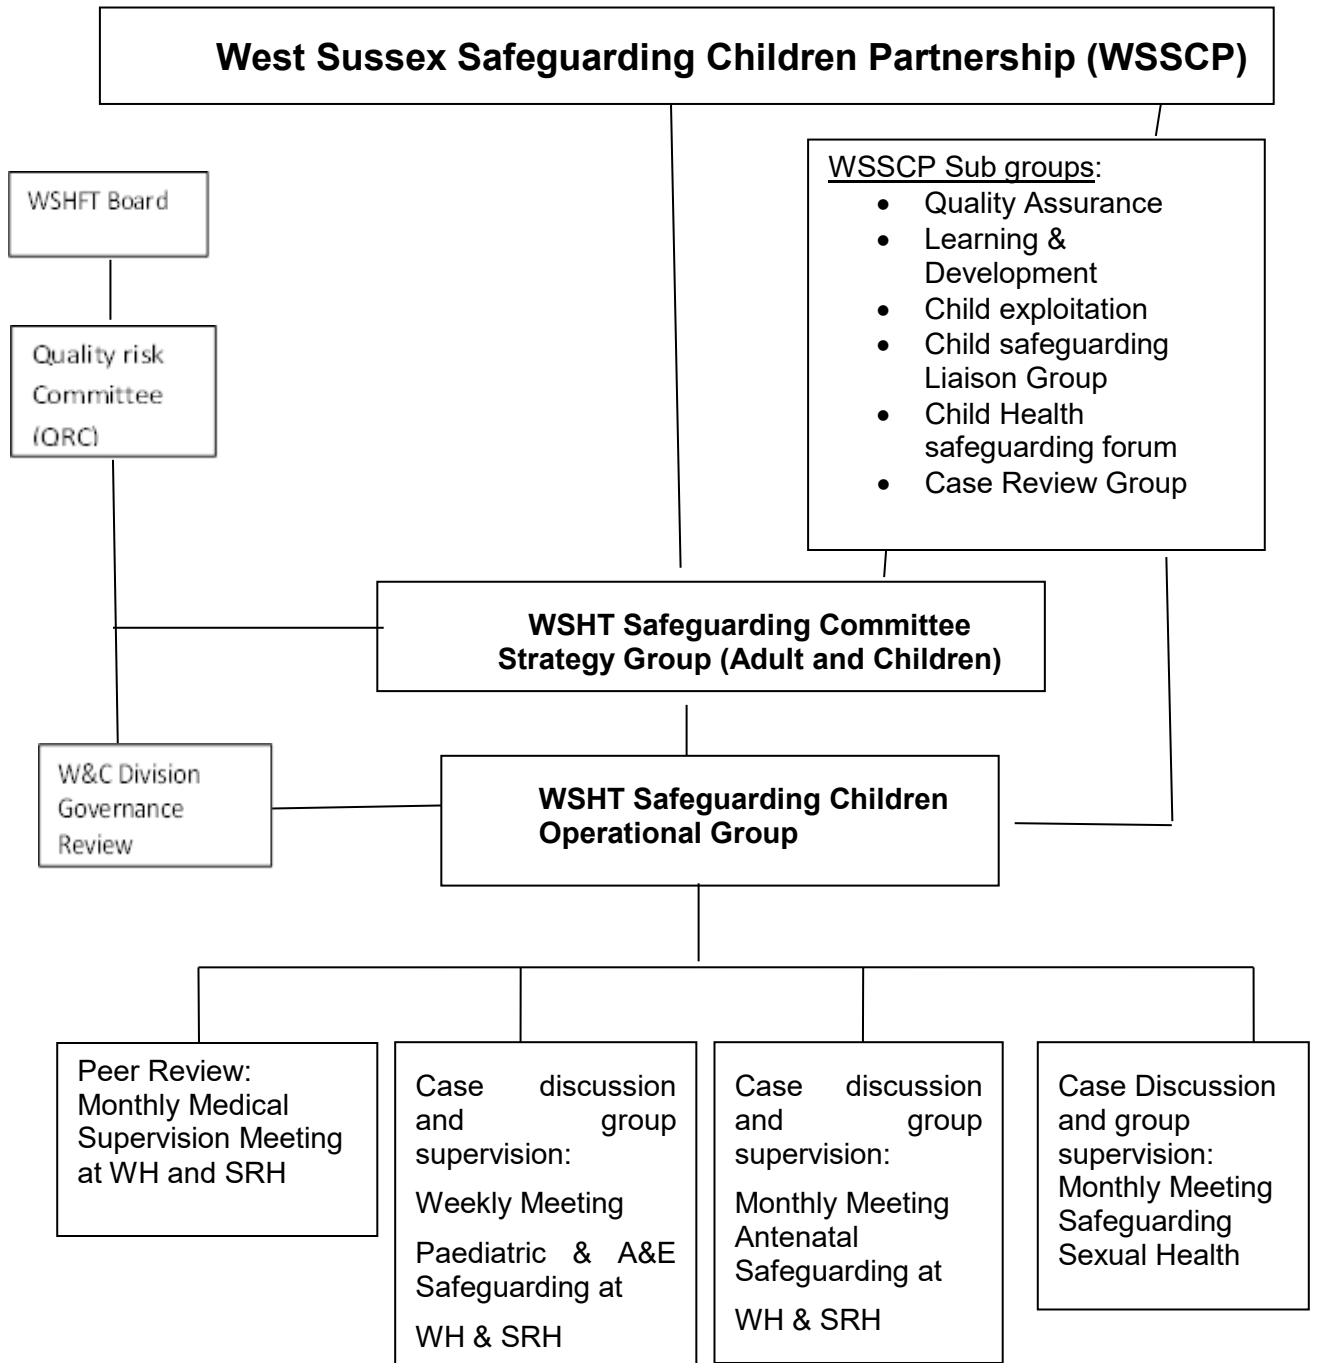 West Sussex Safeguarding Children Partnership (WSSCP)
WSHFT Board
Quality risk
Committee
(QRC)
WSSCP Sub groups:
• Quality Assurance
• Learning &
Development
• Child exploitation
• Child safeguarding
Liaison Group
• Child Health
safeguarding forum
• Case Review Group
WSHT Safeguarding Committee
Strategy Group (Adult and Children)
W&C Division
Governance
Review
WSHT Safeguarding Children
Operational Group
Peer Review:
Monthly Medical
Supervision Meeting
at WH and SRH
Case discussion
and group
supervision:
Weekly Meeting
Paediatric & A&E
Safeguarding at
WH & SRH
Case discussion
and group
supervision:
Monthly Meeting
Antenatal
Safeguarding at
WH & SRH
Case Discussion
and group
supervision:
Monthly Meeting
Safeguarding
Sexual Health